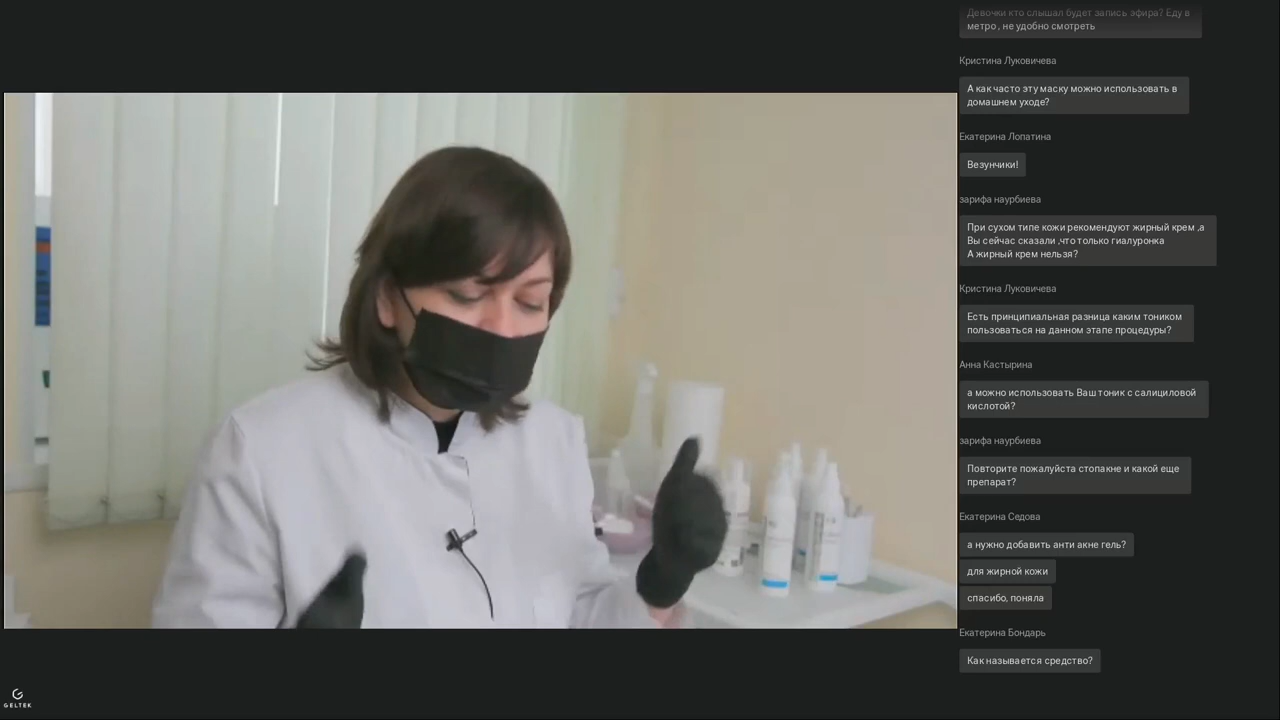 Девочки кто слышал будет запись эфира? Еду в
метро , не удобно смотреть
Кристина Луковичева
А как часто эту маску можно использовать в
домашнем уходе?
Екатерина Лопатина
Везунчики!
зарифа наурбиева
При сухом типе кожи рекомендуют жирный крем ,а
Вы сейчас сказали ,что только гиалуронка
А жирный крем нельзя?
Кристина Луковичева
Есть принципиальная разница каким тоником
пользоваться на данном этапе процедуры?
Анна Кастырина
а можно использовать Ваш тоник с салициловой
кислотой?
зарифа наурбиева
Повторите пожалуйста стопакне и какой еще
препарат?
Екатерина Седова
а нужно добавить анти акне гель?
для жирной кожи
спасибо, поняла
Екатерина Бондарь
Как называется средство?
GELTEK